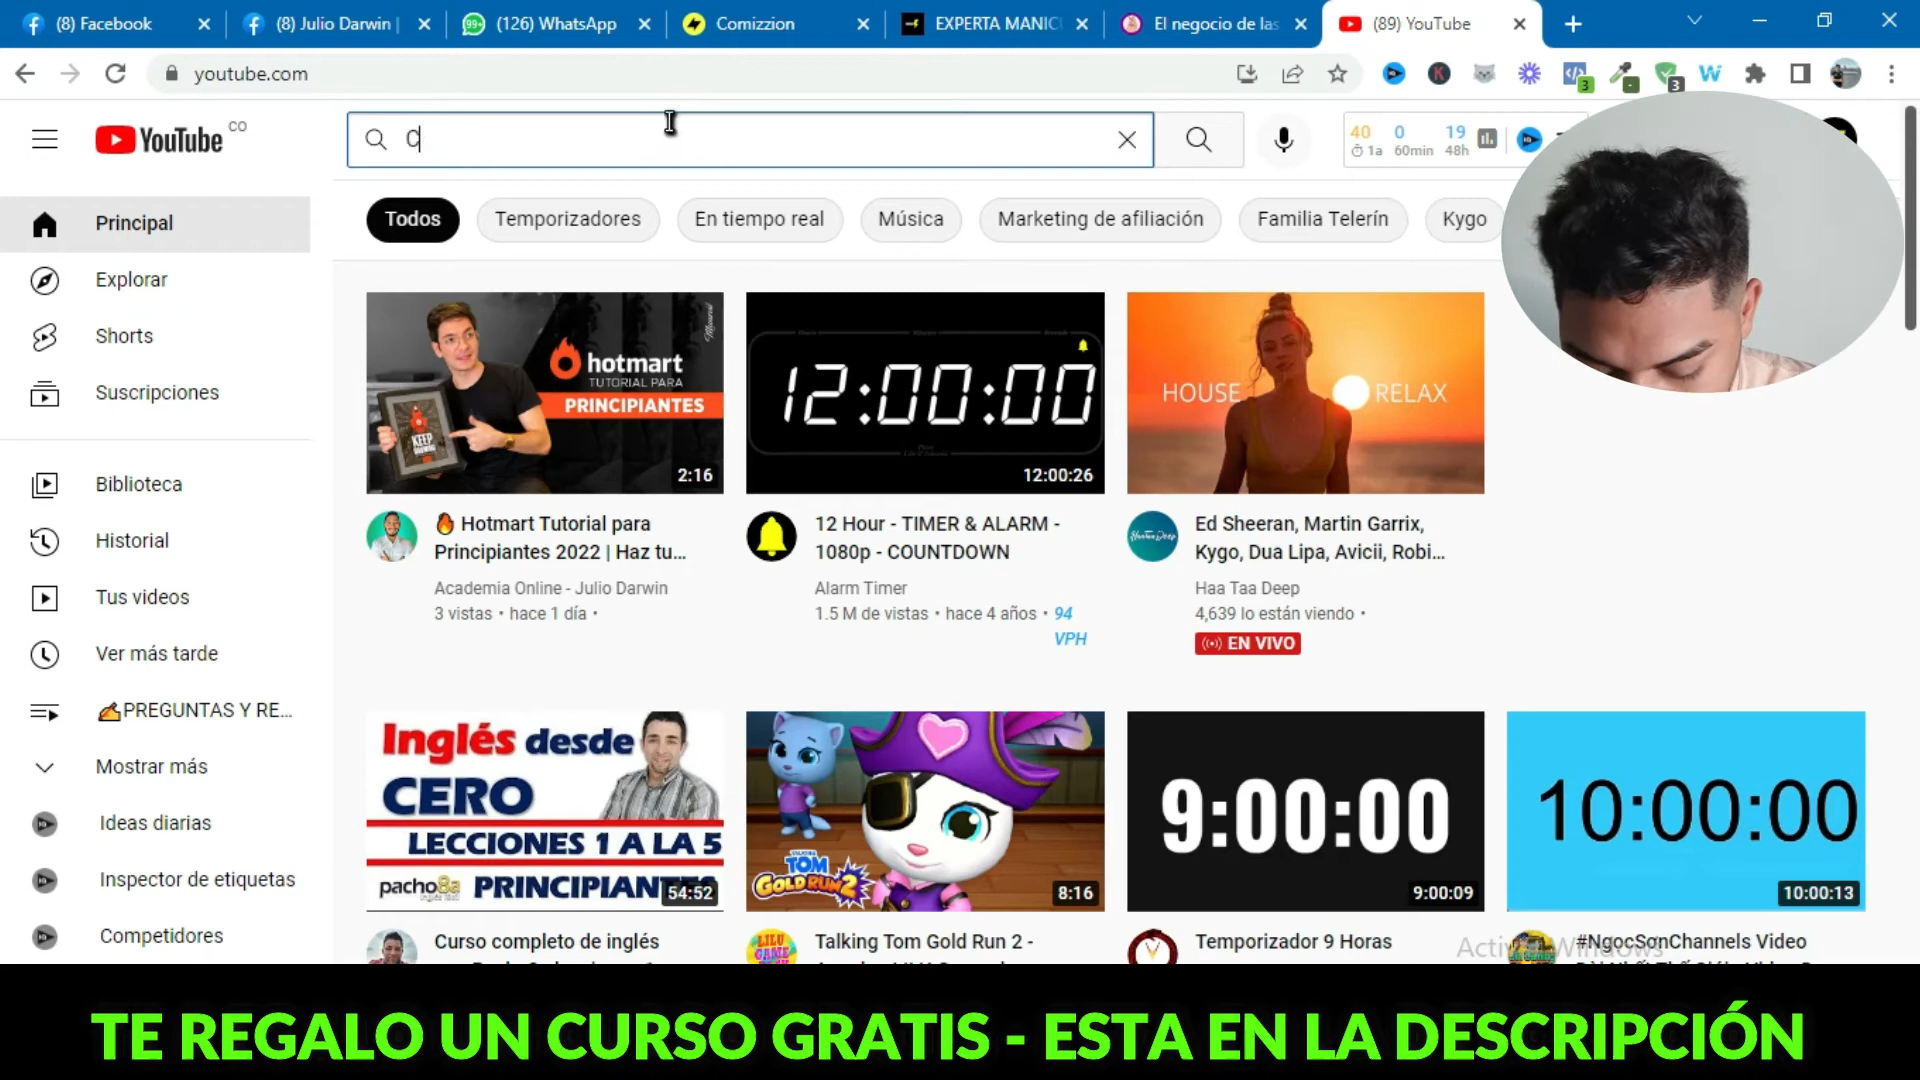 (8) Facebook
(8) Julio Darwin |
(126) WhatsApp
Comizzion
EXPERTA MANIC
El negocio de las
(89) YouTube
youtube.com
YouTube CO
40 0 19
1a 60min 48h
Principal
Explorar
Shorts
Suscripciones
Biblioteca
Historial
Tus videos
Ver más tarde
PREGUNTAS Y RE...
Mostrar más
Ideas diarias
Inspector de etiquetas
Competidores
Todos
Temporizadores
En tiempo real
Música
Marketing de afiliación
Familia Telerín
Kygo
hotmart
TUTORIAL PARA
PRINCIPIANTES
KEEP
2:16
12:00:00
12:00:26
HOUSE RELAX
Hotmart Tutorial para
Principiantes 2022 | Haz tu...
Academia Online - Julio Darwin
3 vistas • hace 1 día •
12 Hour - TIMER & ALARM -
1080p - COUNTDOWN
Alarm Timer
1.5 M de vistas • hace 4 años • 94
VPH
Ed Sheeran, Martin Garrix,
Kygo, Dua Lipa, Avicii, Robi...
Haa Taa Deep
4,639 lo están viendo •
EN VIVO
Inglés desde
CERO
LECCIONES 1 A LA 5
pacho8a PRINCIPIANTES
54:52
TOM
GOLD RUN 2
8:16
9:00:00
9:00:09
10:00:00
10:00:13
Curso completo de inglés
Talking Tom Gold Run 2 -
Temporizador 9 Horas
#NgocSonChannels Video
TE REGALO UN CURSO GRATIS - ESTA EN LA DESCRIPCIÓN